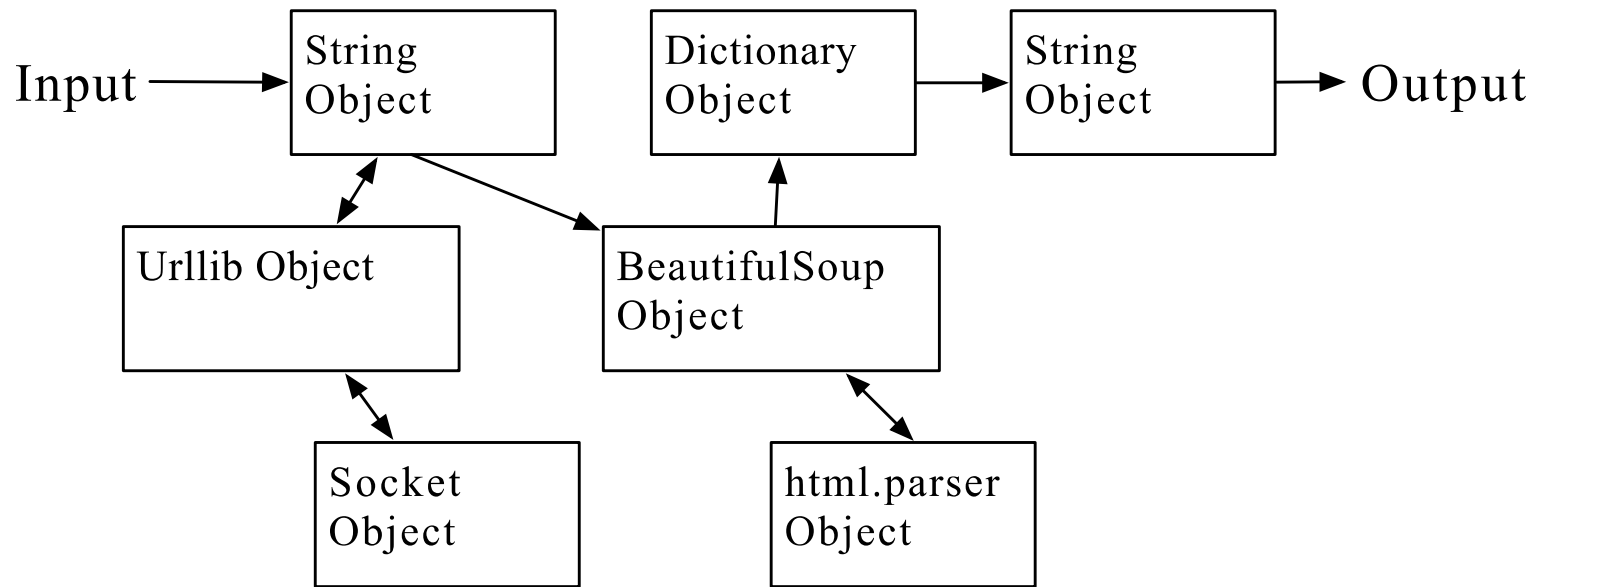 Input
String
Object
Dictionary
Object
String
Object
Output
Urllib Object
BeautifulSoup
Object
Socket
Object
html.parser
Object